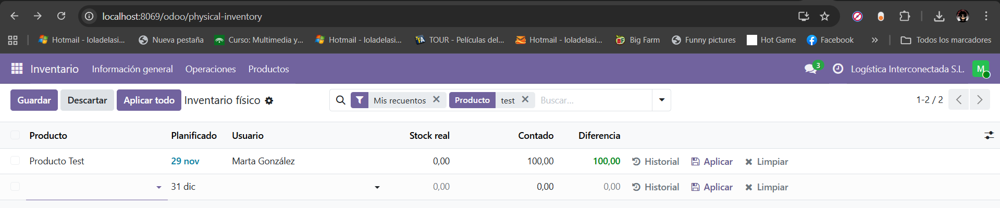 localhost:8069/odoo/physical-inventory
Hotmail - loladelasi... Nueva pestaña Curso: Multimedia y... Hotmail - loladelasi... TOUR - Películas del... Hotmail - loladelasi... Big Farm Funny pictures Hot Game Facebook » Todos los marcadores
Inventario Información general Operaciones Productos 3 Logística Interconectada S.L. M
Guardar Descartar Aplicar todo Inventario físico Mis recuentos Producto test Buscar... 1-2 / 2
Producto Planificado Usuario Stock real Contado Diferencia
Producto Test 29 nov Marta González 0,00 100,00 100,00 Historial Aplicar Limpiar
31 dic 0,00 0,00 0,00 Historial Aplicar Limpiar